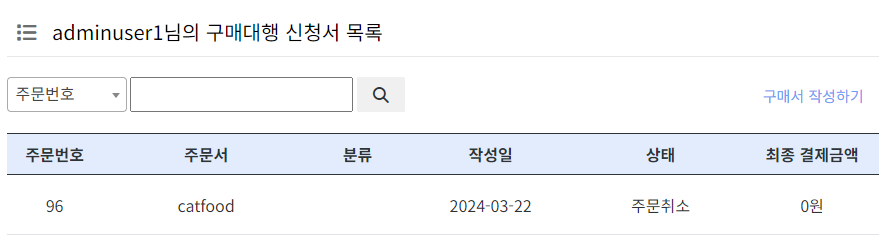 adminuser1님의 구매대행 신청서 목록
주문번호
구매서 작성하기
주문번호 주문서 분류 작성일 상태 최종 결제금액
96 catfood 2024-03-22 주문취소 0원